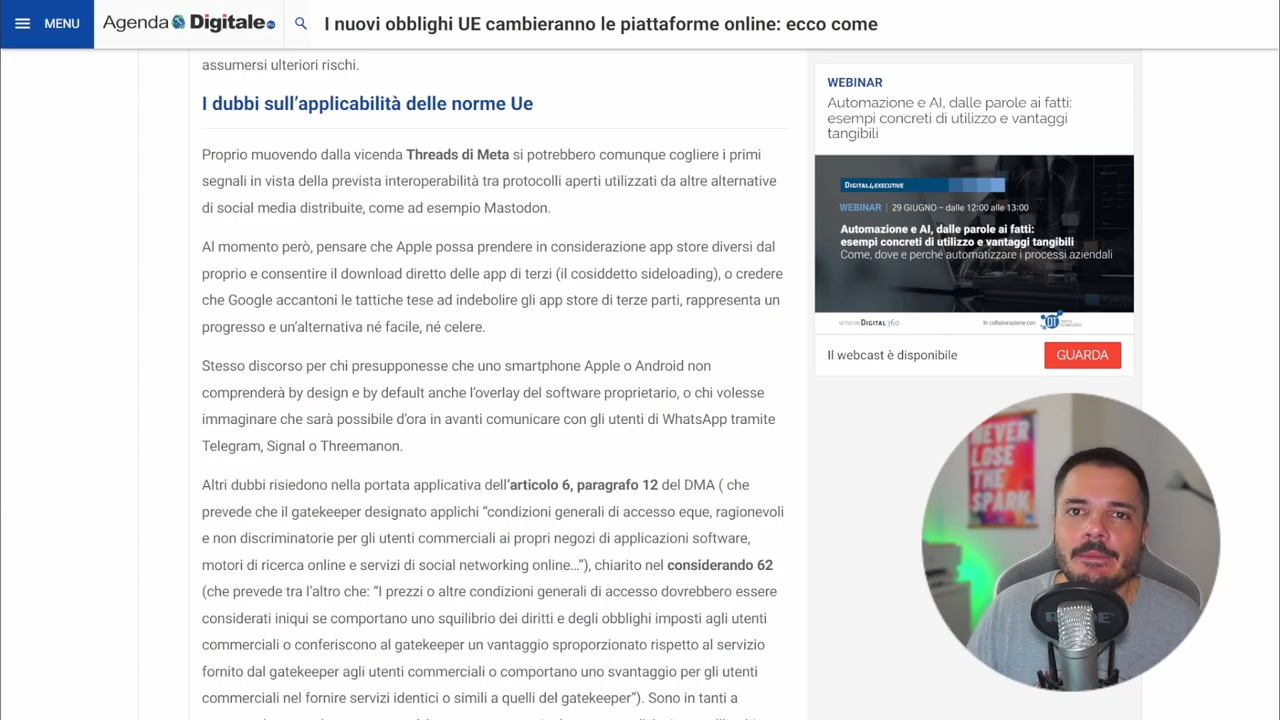 MENU
Agenda Digitale.eu
I nuovi obblighi UE cambieranno le piattaforme online: ecco come
assumersi ulteriori rischi.
I dubbi sull’applicabilità delle norme Ue
Proprio muovendo dalla vicenda Threads di Meta si potrebbero comunque cogliere i primi
segnali in vista della prevista interoperabilità tra protocolli aperti utilizzati da altre alternative
di social media distribuite, come ad esempio Mastodon.
Al momento però, pensare che Apple possa prendere in considerazione app store diversi dal
proprio e consentire il download diretto delle app di terzi (il cosiddetto sideloading), o credere
che Google accantoni le tattiche tese ad indebolire gli app store di terze parti, rappresenta un
progresso e un’alternativa né facile, né celere.
Stesso discorso per chi presupponesse che uno smartphone Apple o Android non
comprenderà by design e by default anche l’overlay del software proprietario, o chi volesse
immaginare che sarà possibile d’ora in avanti comunicare con gli utenti di WhatsApp tramite
Telegram, Signal o Threemanon.
Altri dubbi risiedono nella portata applicativa dell’articolo 6, paragrafo 12 del DMA ( che
prevede che il gatekeeper designato applichi “condizioni generali di accesso eque, ragionevoli
e non discriminatorie per gli utenti commerciali ai propri negozi di applicazioni software,
motori di ricerca online e servizi di social networking online…”), chiarito nel considerando 62
(che prevede tra l’altro che: “I prezzi o altre condizioni generali di accesso dovrebbero essere
considerati iniqui se comportano uno squilibrio dei diritti e degli obblighi imposti agli utenti
commerciali o conferiscono al gatekeeper un vantaggio sproporzionato rispetto al servizio
fornito dal gatekeeper agli utenti commerciali o comportano uno svantaggio per gli utenti
commerciali nel fornire servizi identici o simili a quelli del gatekeeper”). Sono in tanti a
WEBINAR
Automazione e AI, dalle parole ai fatti:
esempi concreti di utilizzo e vantaggi
tangibili
DIGITAL4EXECUTIVE
WEBINAR | 29 GIUGNO – dalle 12:00 alle 13:00
Automazione e AI, dalle parole ai fatti:
esempi concreti di utilizzo e vantaggi tangibili
Come, dove e perché automatizzare i processi aziendali
NETWORK DIGITAL 360
In collaborazione con
Il webcast è disponibile
GUARDA
NEVER
LOSE
THE
SPARK